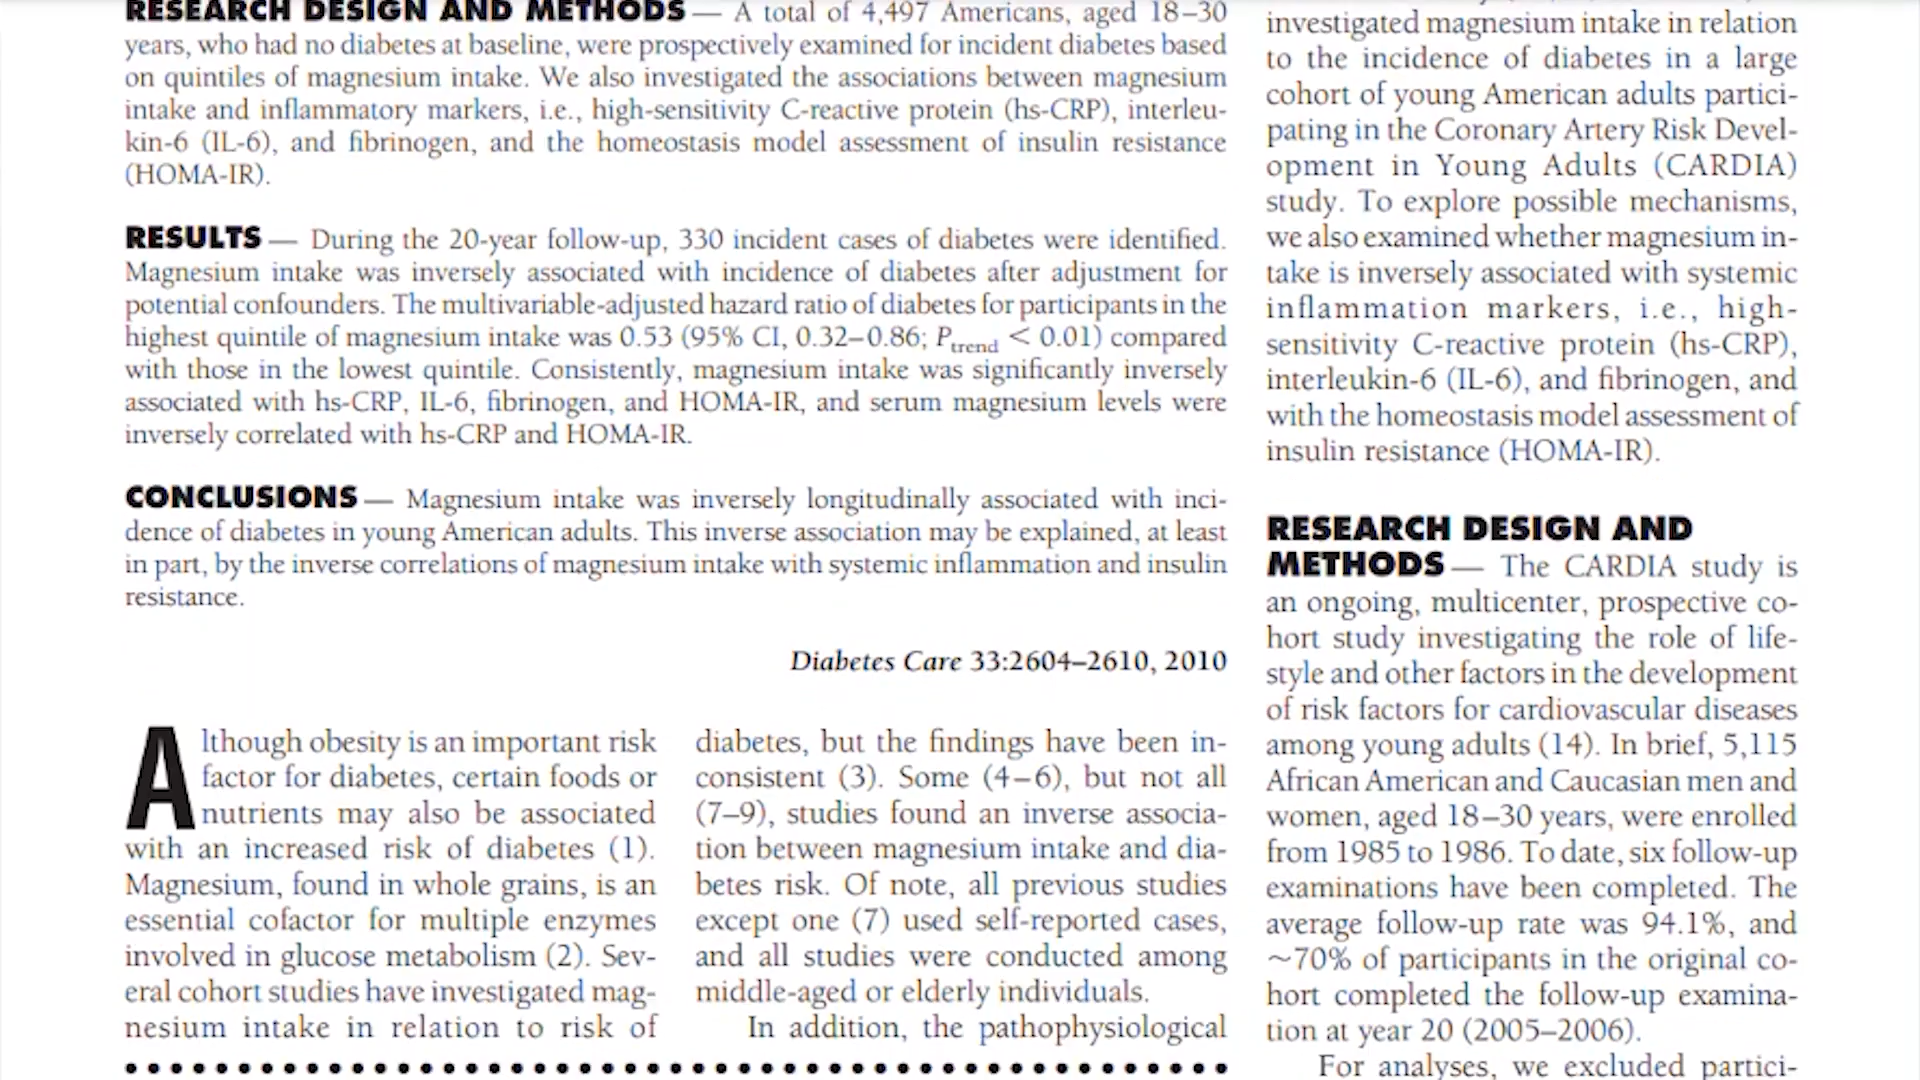 RESEARCH DESIGN AND METHODS — A total of 4,497 Americans, aged 18–30
years, who had no diabetes at baseline, were prospectively examined for incident diabetes based
on quintiles of magnesium intake. We also investigated the associations between magnesium
intake and inflammatory markers, i.e., high-sensitivity C-reactive protein (hs-CRP), interleu-
kin-6 (IL-6), and fibrinogen, and the homeostasis model assessment of insulin resistance
(HOMA-IR).
RESULTS — During the 20-year follow-up, 330 incident cases of diabetes were identified.
Magnesium intake was inversely associated with incidence of diabetes after adjustment for
potential confounders. The multivariable-adjusted hazard ratio of diabetes for participants in the
highest quintile of magnesium intake was 0.53 (95% CI, 0.32–0.86; Ptrend < 0.01) compared
with those in the lowest quintile. Consistently, magnesium intake was significantly inversely
associated with hs-CRP, IL-6, fibrinogen, and HOMA-IR, and serum magnesium levels were
inversely correlated with hs-CRP and HOMA-IR.
CONCLUSIONS — Magnesium intake was inversely longitudinally associated with inci-
dence of diabetes in young American adults. This inverse association may be explained, at least
in part, by the inverse correlations of magnesium intake with systemic inflammation and insulin
resistance.
Diabetes Care 33:2604–2610, 2010
Although obesity is an important risk
factor for diabetes, certain foods or
nutrients may also be associated
with an increased risk of diabetes (1).
Magnesium, found in whole grains, is an
essential cofactor for multiple enzymes
involved in glucose metabolism (2). Sev-
eral cohort studies have investigated mag-
nesium intake in relation to risk of
diabetes, but the findings have been in-
consistent (3). Some (4–6), but not all
(7–9), studies found an inverse associa-
tion between magnesium intake and dia-
betes risk. Of note, all previous studies
except one (7) used self-reported cases,
and all studies were conducted among
middle-aged or elderly individuals.
In addition, the pathophysiological
investigated magnesium intake in relation
to the incidence of diabetes in a large
cohort of young American adults partici-
pating in the Coronary Artery Risk Devel-
opment in Young Adults (CARDIA)
study. To explore possible mechanisms,
we also examined whether magnesium in-
take is inversely associated with systemic
inflammation markers, i.e., high-
sensitivity C-reactive protein (hs-CRP),
interleukin-6 (IL-6), and fibrinogen, and
with the homeostasis model assessment of
insulin resistance (HOMA-IR).
RESEARCH DESIGN AND
METHODS — The CARDIA study is
an ongoing, multicenter, prospective co-
hort study investigating the role of life-
style and other factors in the development
of risk factors for cardiovascular diseases
among young adults (14). In brief, 5,115
African American and Caucasian men and
women, aged 18–30 years, were enrolled
from 1985 to 1986. To date, six follow-up
examinations have been completed. The
average follow-up rate was 94.1%, and
~70% of participants in the original co-
hort completed the follow-up examina-
tion at year 20 (2005–2006).
For analyses, we excluded partici-